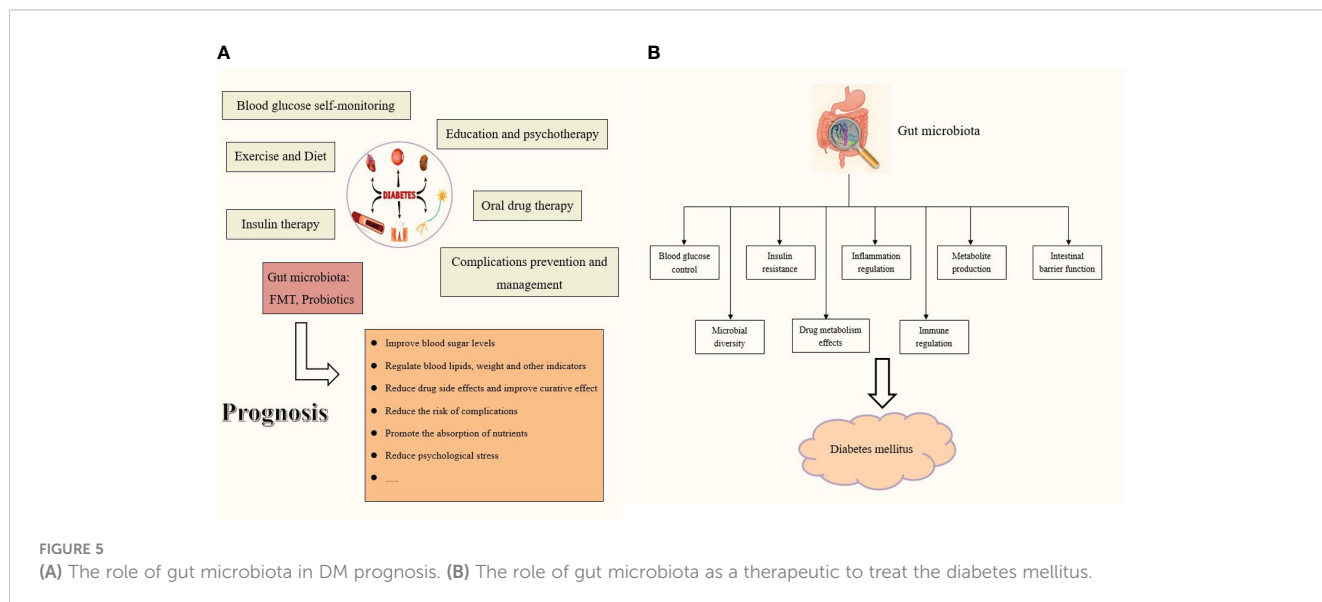 A
B
Blood glucose self-monitoring
Education and psychotherapy
Exercise and Diet
DIABETES
Oral drug therapy
Insulin therapy
Complications prevention and
management
Gut microbiota:
FMT, Probiotics
Prognosis
● Improve blood sugar levels
● Regulate blood lipids, weight and other indicators
● Reduce drug side effects and improve curative effect
● Reduce the risk of complications
● Promote the absorption of nutrients
● Reduce psychological stress
● ......
Gut microbiota
Blood glucose
control
Insulin
resistance
Inflammation
regulation
Metabolite
production
Intestinal
barrier function
Microbial
diversity
Drug metabolism
effects
Immune
regulation
Diabetes mellitus
FIGURE 5
(A) The role of gut microbiota in DM prognosis. (B) The role of gut microbiota as a therapeutic to treat the diabetes mellitus.